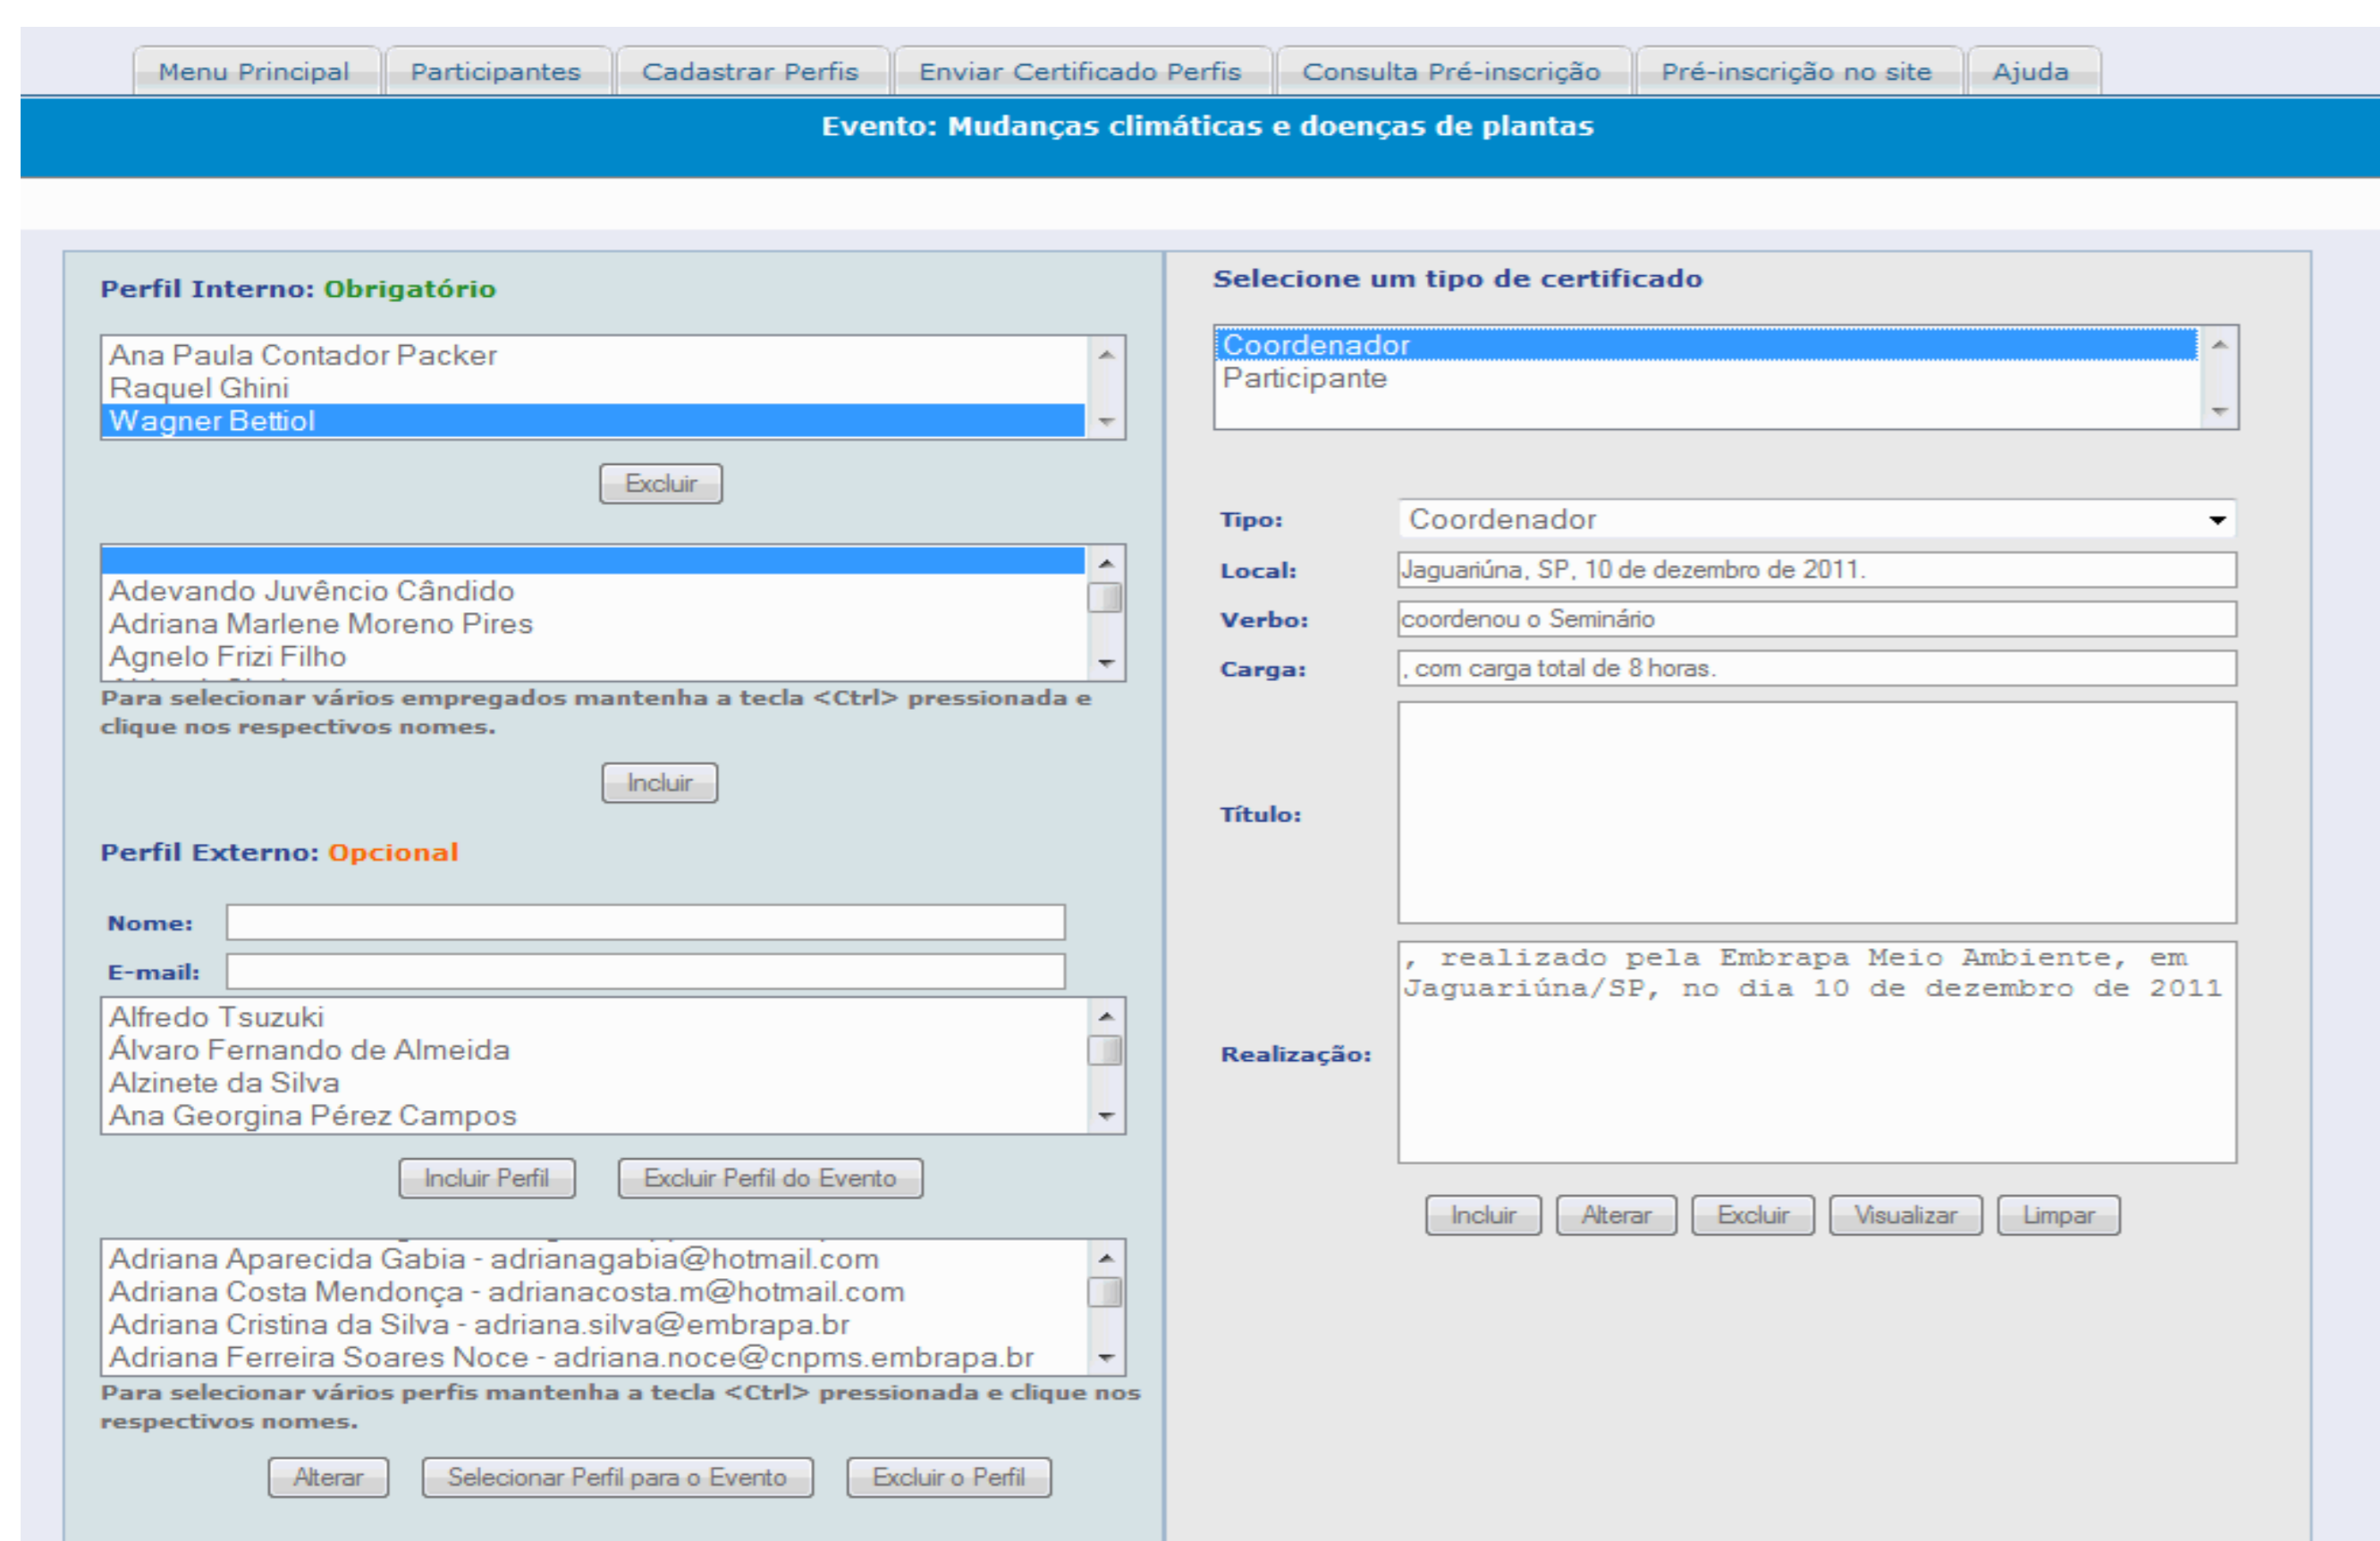 Menu Principal
Participantes
Cadastrar Perfis
Enviar Certificado Perfis
Consulta Pré-inscrição
Pré-inscrição no site
Ajuda
Evento: Mudanças climáticas e doenças de plantas
Perfil Interno: Obrigatório
Ana Paula Contador Packer
Raquel Ghini
Wagner Bettiol
Excluir
Adevando Juvêncio Cândido
Adriana Marlene Moreno Pires
Agnelo Frizi Filho
Para selecionar vários empregados mantenha a tecla <Ctrl> pressionada e
clique nos respectivos nomes.
Incluir
Perfil Externo: Opcional
Nome:
E-mail:
Alfredo Tsuzuki
Álvaro Fernando de Almeida
Alzinete da Silva
Ana Georgina Pérez Campos
Incluir Perfil
Excluir Perfil do Evento
Adriana Aparecida Gabia - adrianagabia@hotmail.com
Adriana Costa Mendonça - adrianacosta.m@hotmail.com
Adriana Cristina da Silva - adriana.silva@embrapa.br
Adriana Ferreira Soares Noce - adriana.noce@cnpms.embrapa.br
Para selecionar vários perfis mantenha a tecla <Ctrl> pressionada e clique nos
respectivos nomes.
Alterar
Selecionar Perfil para o Evento
Excluir o Perfil
Selecione um tipo de certificado
Coordenador
Participante
Tipo: Coordenador
Local: Jaguariúna, SP, 10 de dezembro de 2011.
Verbo: coordenou o Seminário
Carga: , com carga total de 8 horas.
Título:
Realização:
, realizado pela Embrapa Meio Ambiente, em
Jaguariúna/SP, no dia 10 de dezembro de 2011
Incluir
Alterar
Excluir
Visualizar
Limpar